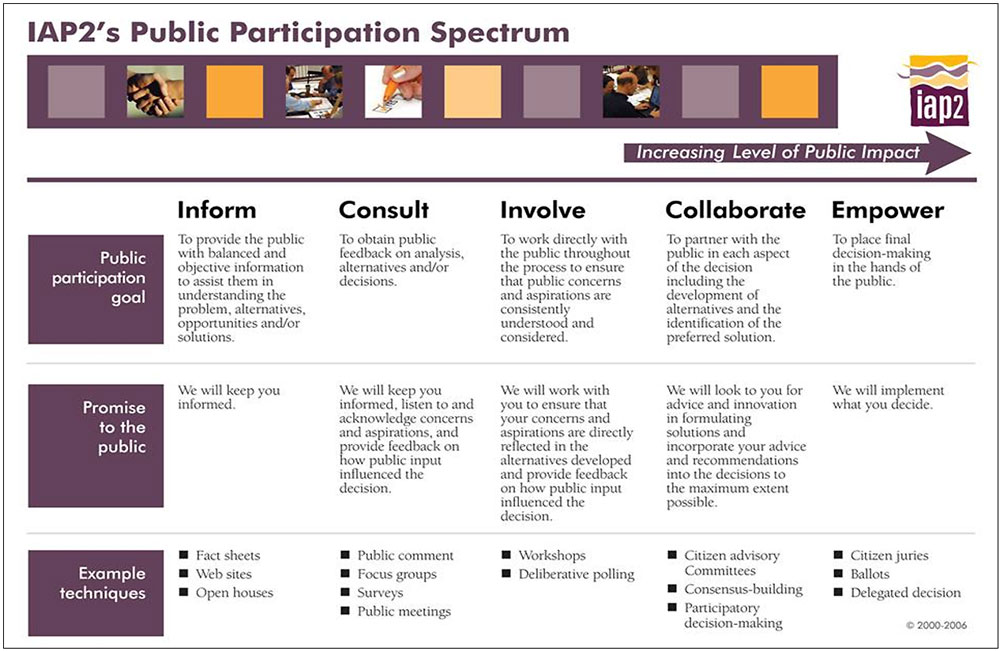 IAP2's Public Participation Spectrum
iap2
Increasing Level of Public Impact
Inform
Consult
Involve
Collaborate
Empower
Public
participation
goal
To provide the public
with balanced and
objective information
to assist them in
understanding the
problem, alternatives,
opportunities and/or
solutions.
To obtain public
feedback on analysis,
alternatives and/or
decisions.
To work directly with
the public throughout
the process to ensure
that public concerns
and aspirations are
consistently
understood and
considered.
To partner with the
public in each aspect
of the decision
including the
development of
alternatives and the
identification of the
preferred solution.
To place final
decision-making
in the hands of
the public.
Promise
to the
public
We will keep you
informed.
We will keep you
informed, listen to and
acknowledge concerns
and aspirations, and
provide feedback on
how public input
influenced the
decision.
We will work with
you to ensure that
your concerns and
aspirations are directly
reflected in the
alternatives developed
and provide feedback
on how public input
influenced the
decision.
We will look to you for
advice and innovation
in formulating
solutions and
incorporate your advice
and recommendations
into the decisions to
the maximum extent
possible.
We will implement
what you decide.
Example
techniques
■ Fact sheets
■ Web sites
■ Open houses
■ Public comment
■ Focus groups
■ Surveys
■ Public meetings
■ Workshops
■ Deliberative polling
■ Citizen advisory
Committees
■ Consensus-building
■ Participatory
decision-making
■ Citizen juries
■ Ballots
■ Delegated decision
© 2000-2006